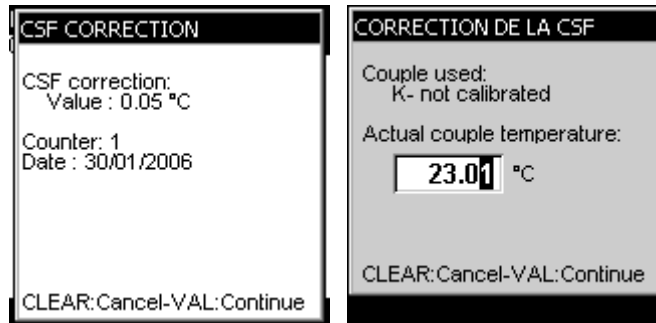 CSF CORRECTION
CSF correction:
Value : 0.05 °C
Counter: 1
Date : 30/01/2006
CLEAR:Cancel-VAL:Continue
CORRECTION DE LA CSF
Couple used:
K- not calibrated
Actual couple temperature:
23.01 °C
CLEAR:Cancel-VAL:Continue